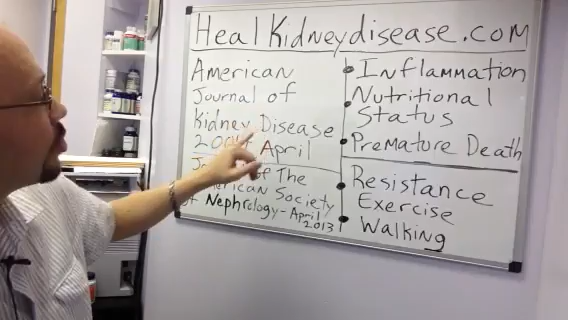 HealKidneydisease.com
American
Journal of
Kidney Disease
April
the
American Society
of Nephrology-April
2013
Inflammation
Nutritional
Status
Premature Death
Resistance
Exercise
Walking